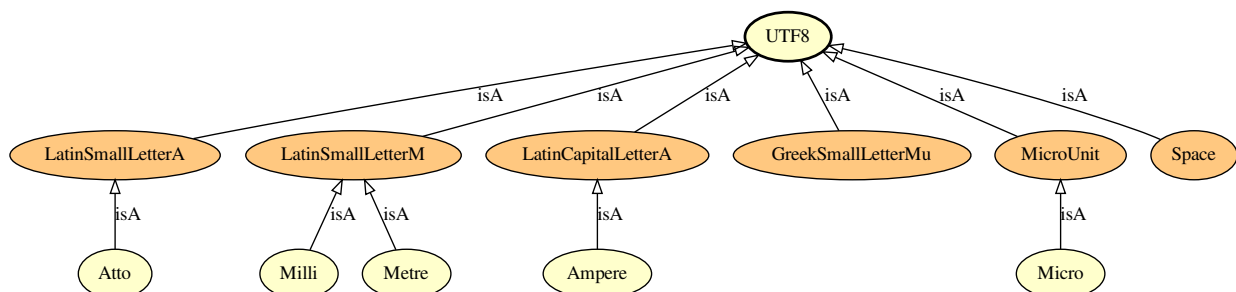 UTF8
isA isA isA isA isA isA
LatinSmallLetterA LatinSmallLetterM LatinCapitalLetterA GreekSmallLetterMu MicroUnit Space
isA isA isA isA isA
Atto Milli Metre Ampere Micro